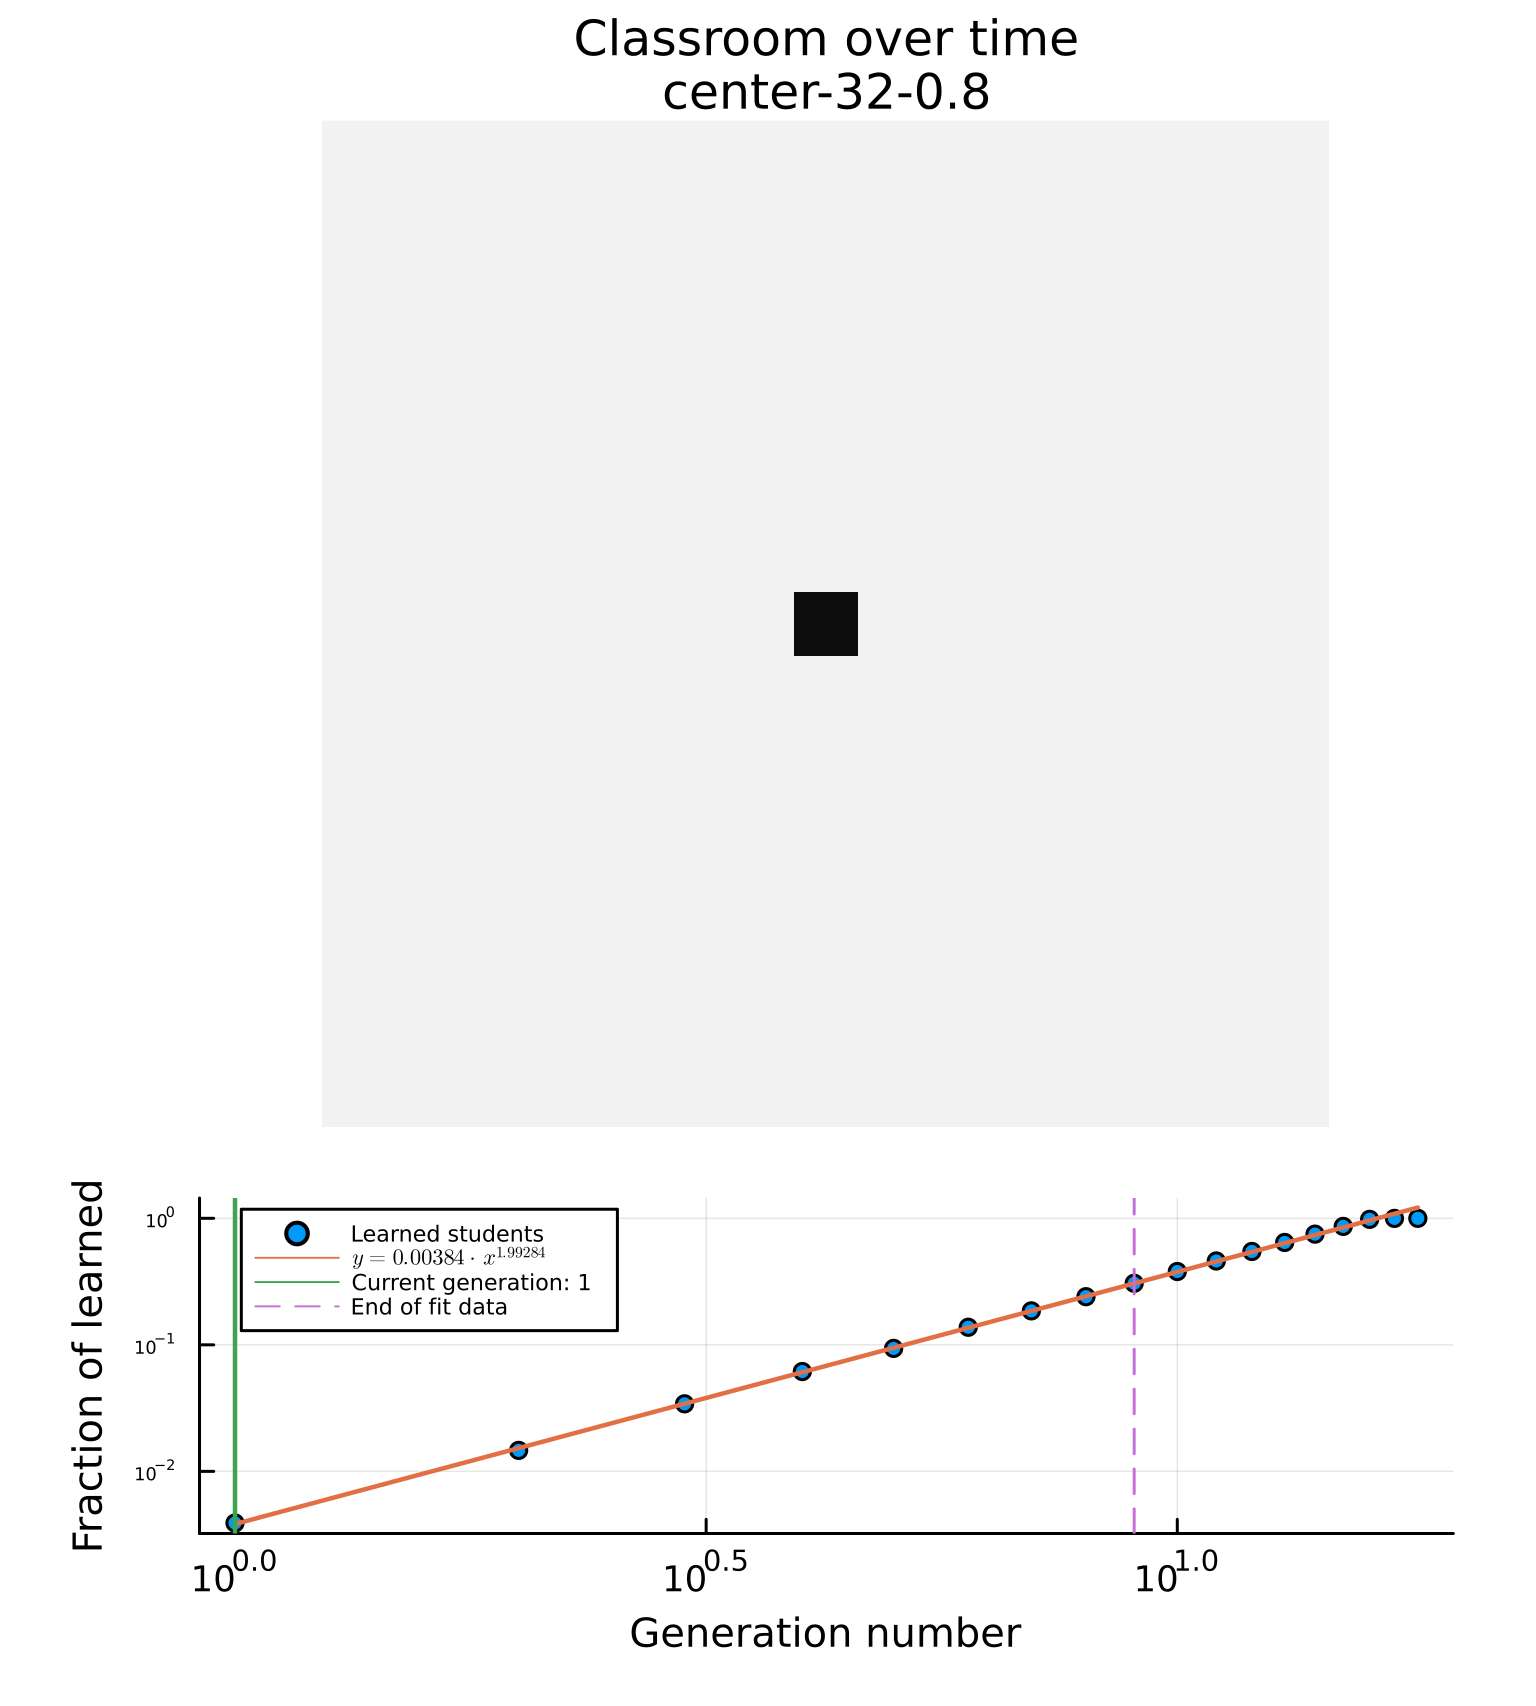 Classroom over time
center-32-0.8
Fraction of learned
10⁰
10⁻¹
10⁻²
Learned students
y = 0.00384 · x^1.99284
Current generation: 1
End of fit data
10^0.0
10^0.5
10^1.0
Generation number